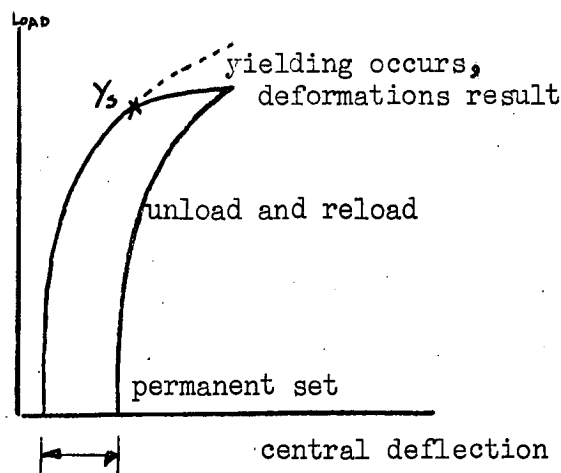 LOAD
Ys
yielding occurs,
deformations result
unload and reload
permanent set
central deflection